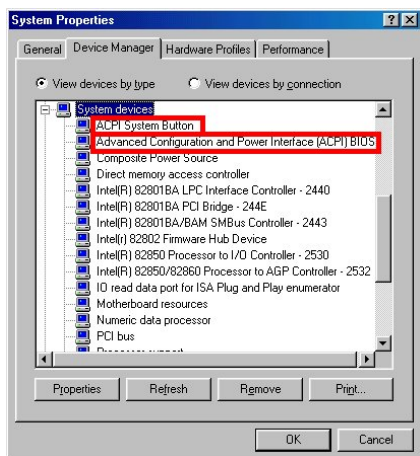 System Properties
General Device Manager Hardware Profiles Performance
View devices by type View devices by connection
System devices
ACPI System Button
Advanced Configuration and Power Interface (ACPI) BIOS
Composite Power Source
Direct memory access controller
Intel(R) 82801BA LPC Interface Controller - 2440
Intel(R) 82801BA PCI Bridge - 244E
Intel(R) 82801BA/BAM SMBus Controller - 2443
Intel(r) 82802 Firmware Hub Device
Intel(R) 82850 Processor to I/O Controller - 2530
Intel(R) 82850/82860 Processor to AGP Controller - 2532
IO read data port for ISA Plug and Play enumerator
Motherboard resources
Numeric data processor
PCI bus
Processor support
Properties Refresh Remove Print...
OK Cancel